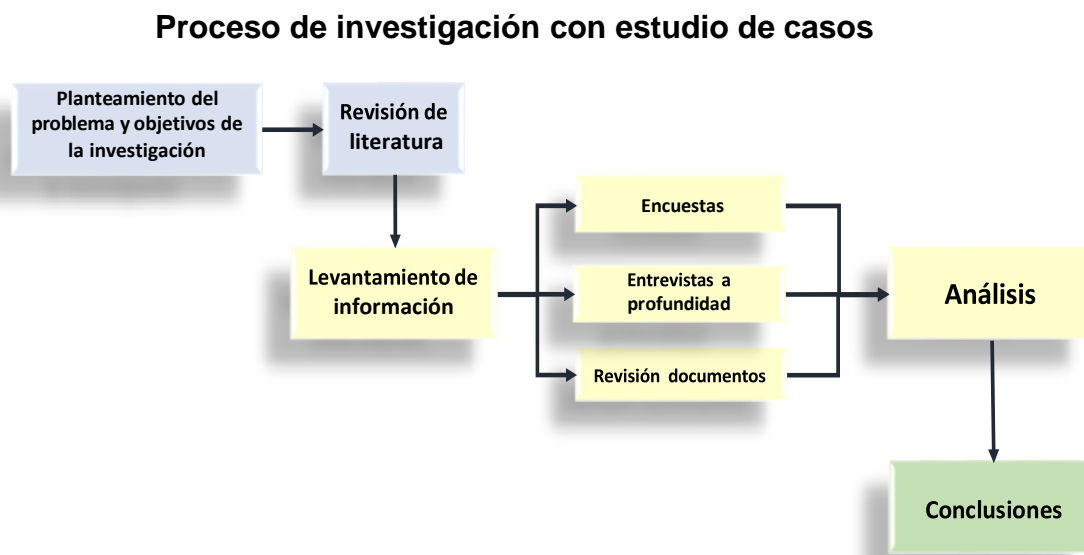 Proceso de investigación con estudio de casos
Planteamiento del
problema y objetivos de
la investigación
Revisión de
literatura
Levantamiento de
información
Encuestas
Entrevistas a
profundidad
Revisión documentos
Análisis
Conclusiones